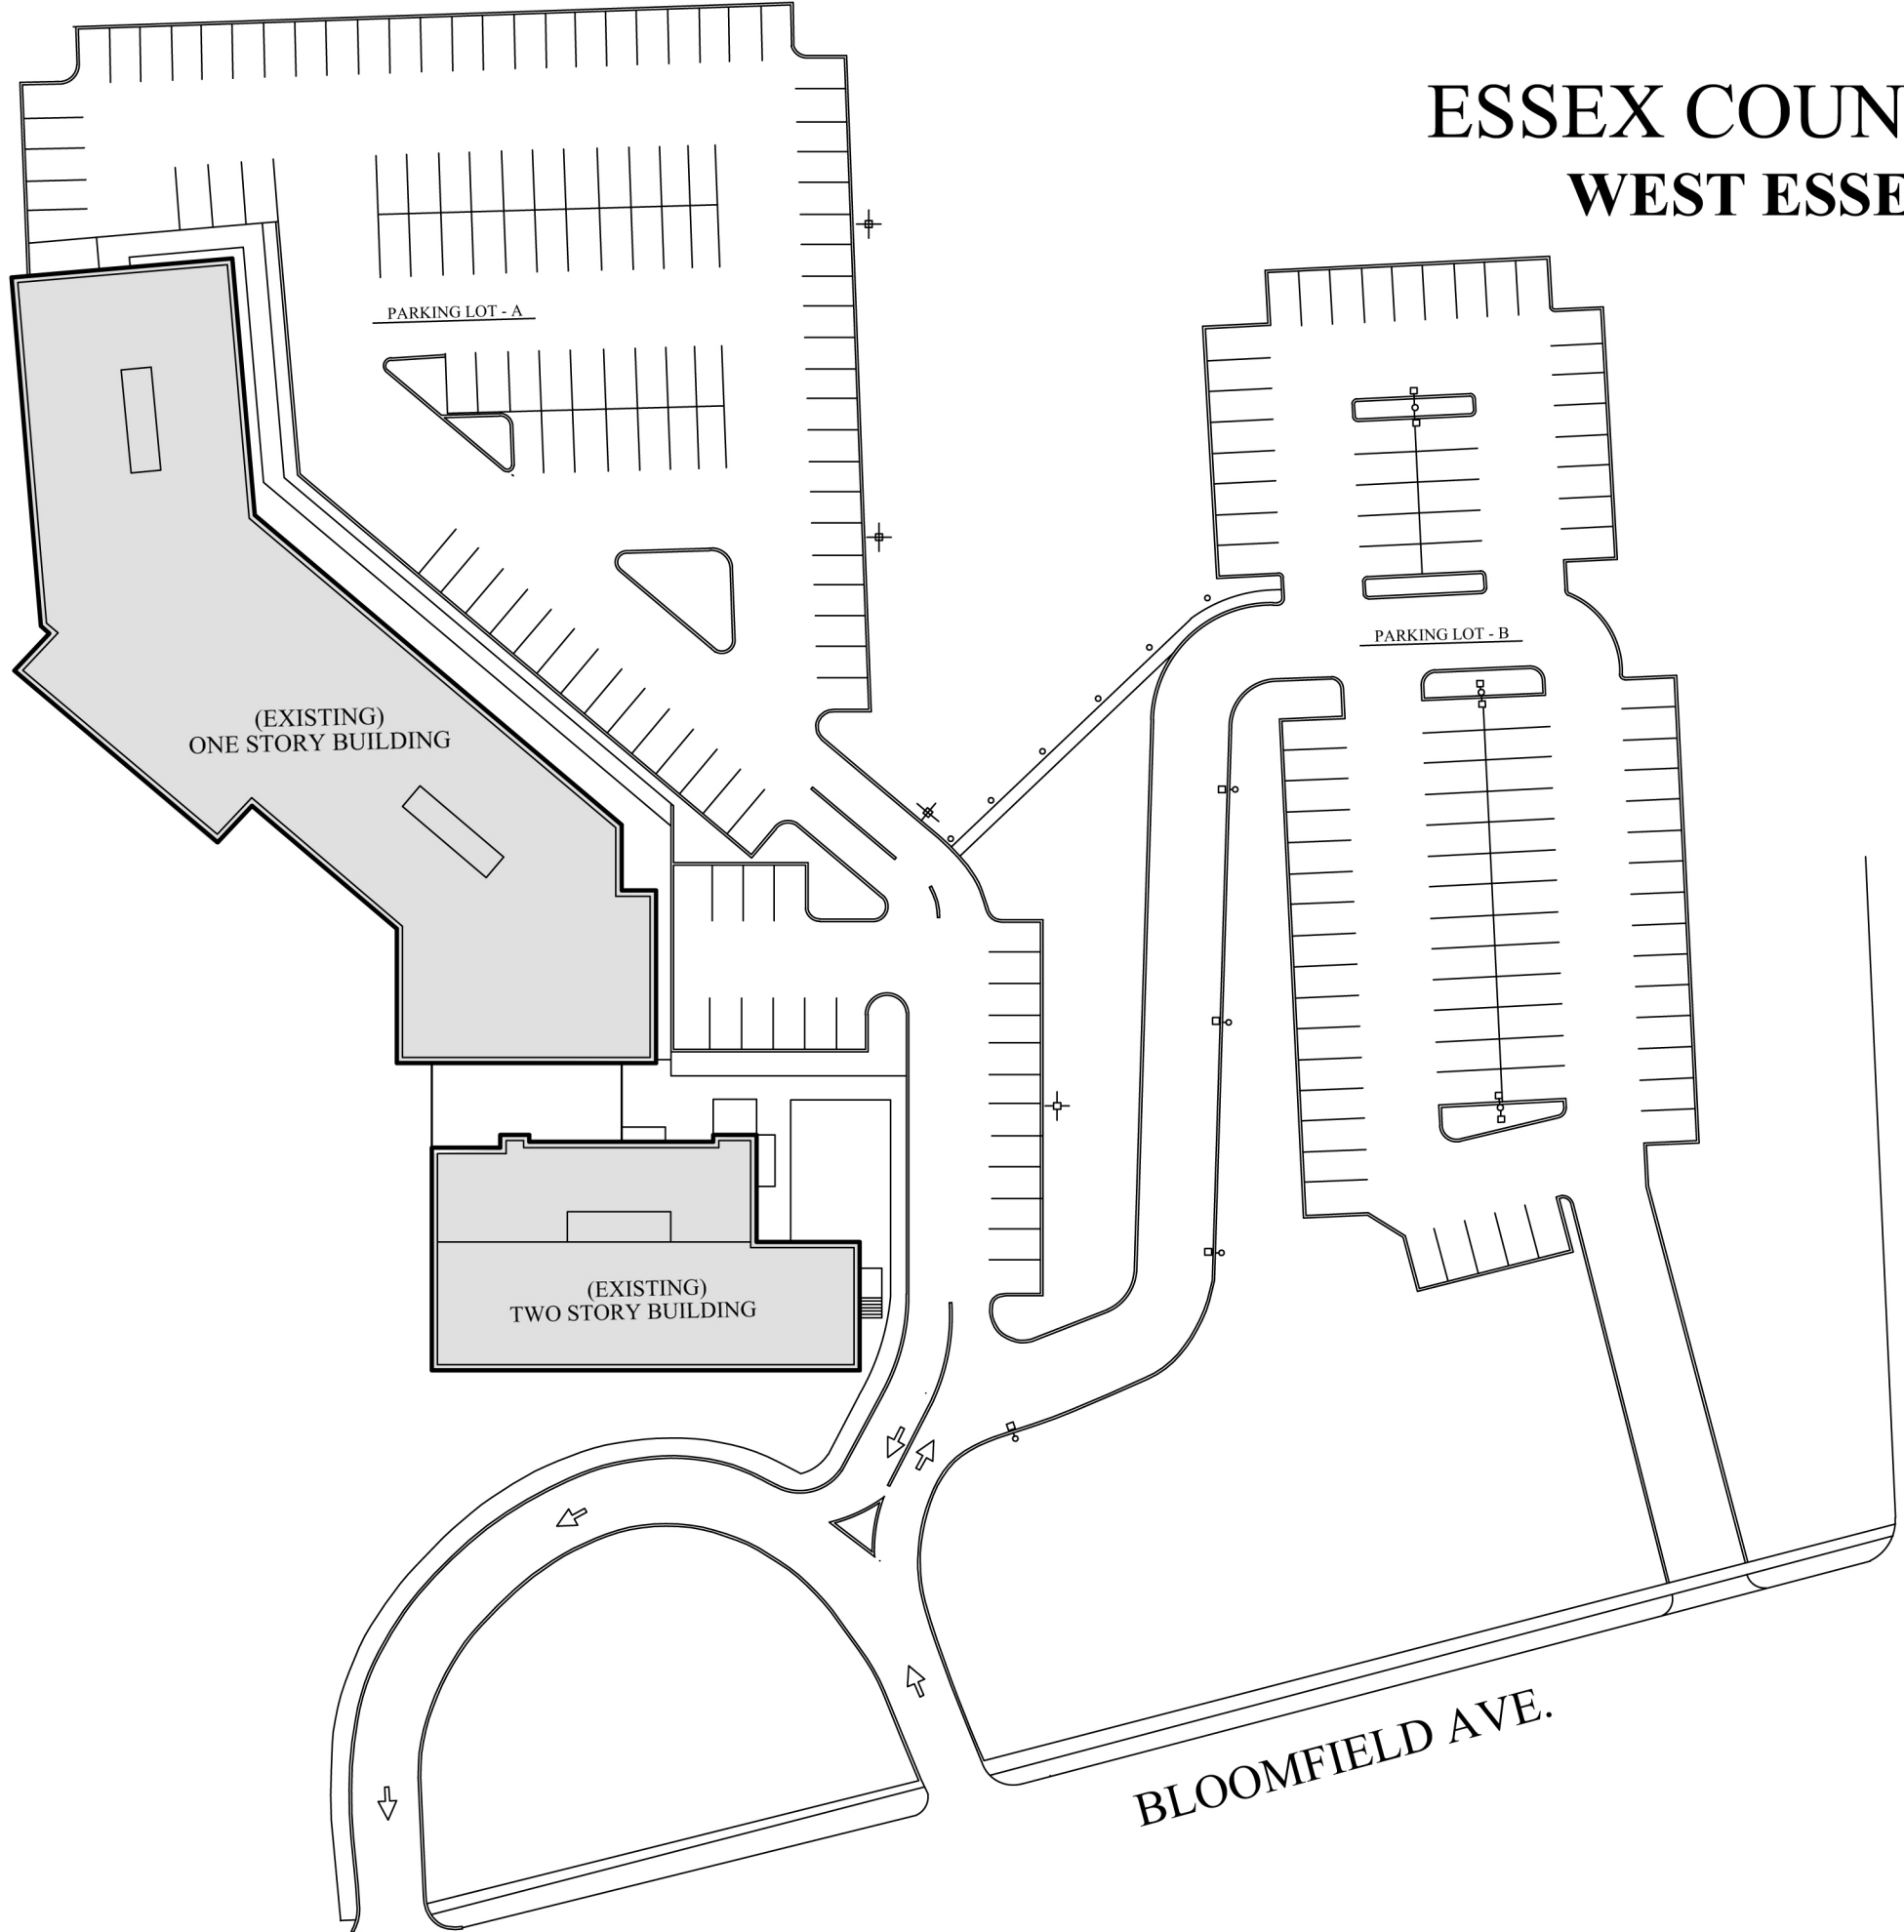 ESSEX COUN
WEST ESSE
PARKING LOT - A
PARKING LOT - B
(EXISTING)
ONE STORY BUILDING
(EXISTING)
TWO STORY BUILDING
BLOOMFIELD AVE.